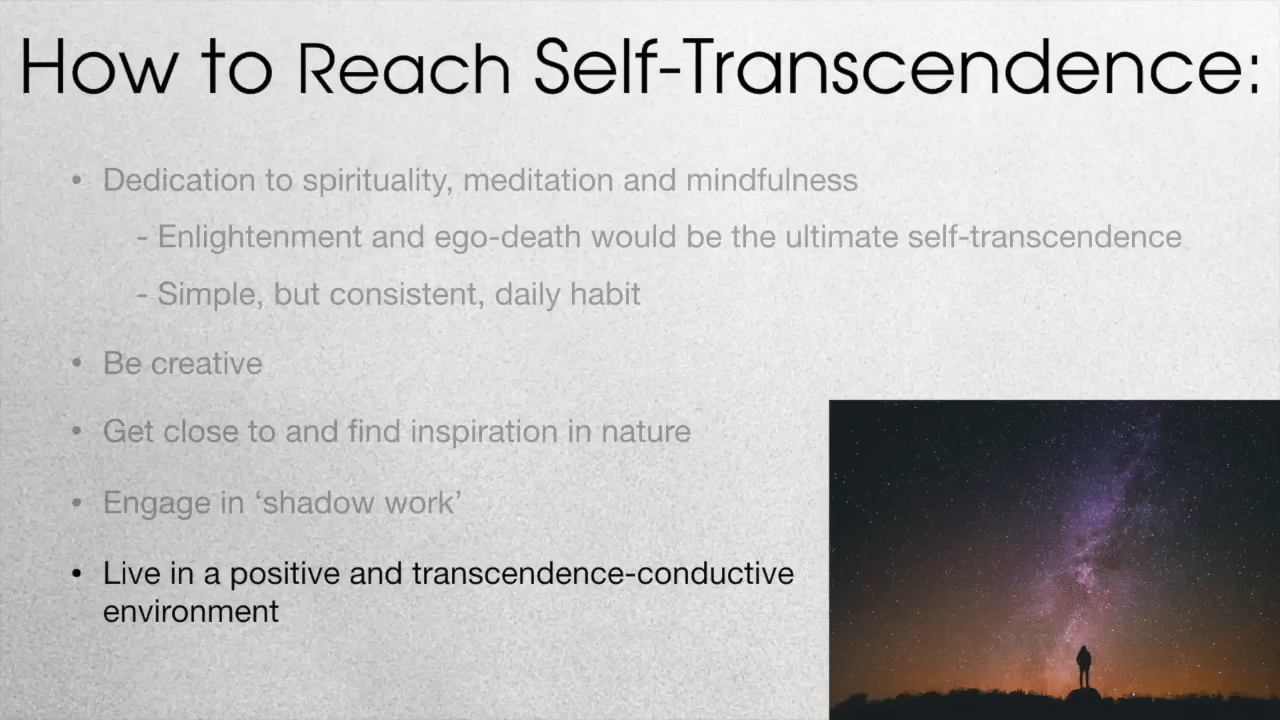 How to Reach Self-Transcendence:
• Dedication to spirituality, meditation and mindfulness
- Enlightenment and ego-death would be the ultimate self-transcendence
- Simple, but consistent, daily habit
• Be creative
• Get close to and find inspiration in nature
• Engage in ‘shadow work’
• Live in a positive and transcendence-conductive
environment